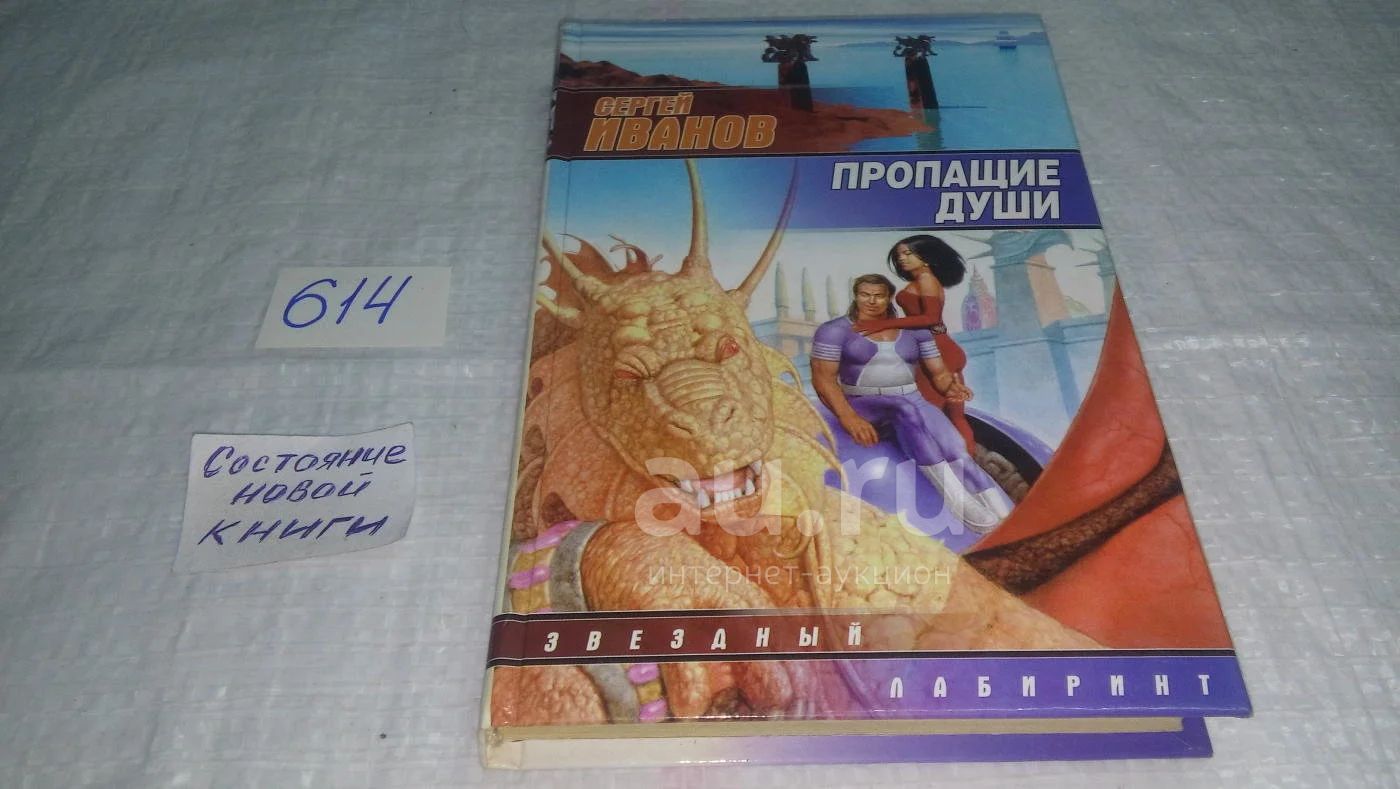 СЕРГЕЙ
ИВАНОВ
ПРОПАЩИЕ
ДУШИ
614
Состояние
новой
книги
au.ru
интернет-аукцион
ЗВЕЗДНЫЙ
ЛАБИРИНТ